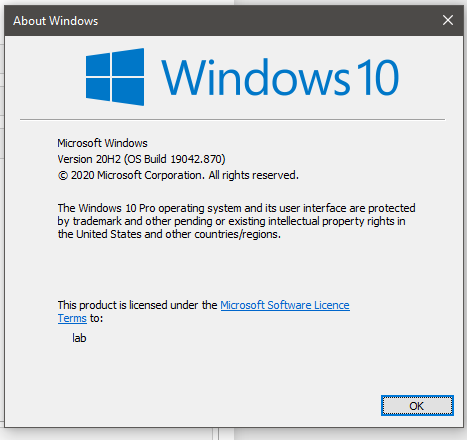 About Windows
Windows 10
Microsoft Windows
Version 20H2 (OS Build 19042.870)
© 2020 Microsoft Corporation. All rights reserved.
The Windows 10 Pro operating system and its user interface are protected
by trademark and other pending or existing intellectual property rights in
the United States and other countries/regions.
This product is licensed under the Microsoft Software Licence
Terms to:
lab
OK